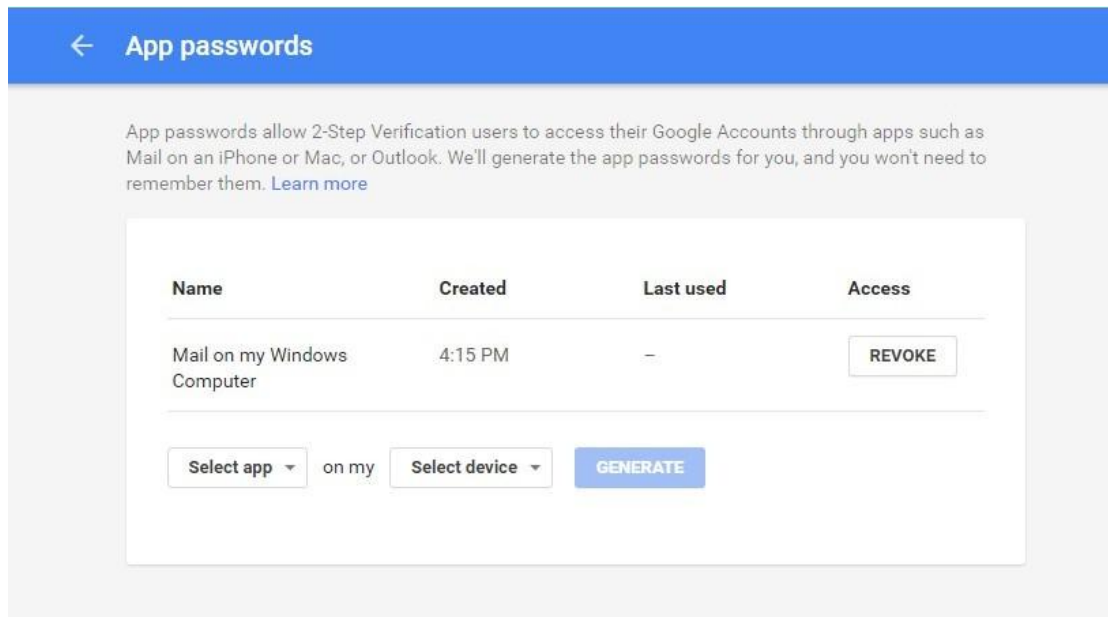 App passwords
App passwords allow 2-Step Verification users to access their Google Accounts through apps such as
Mail on an iPhone or Mac, or Outlook. We'll generate the app passwords for you, and you won't need to
remember them. Learn more
Name Created Last used Access
Mail on my Windows 4:15 PM – REVOKE
Computer
Select app on my Select device GENERATE